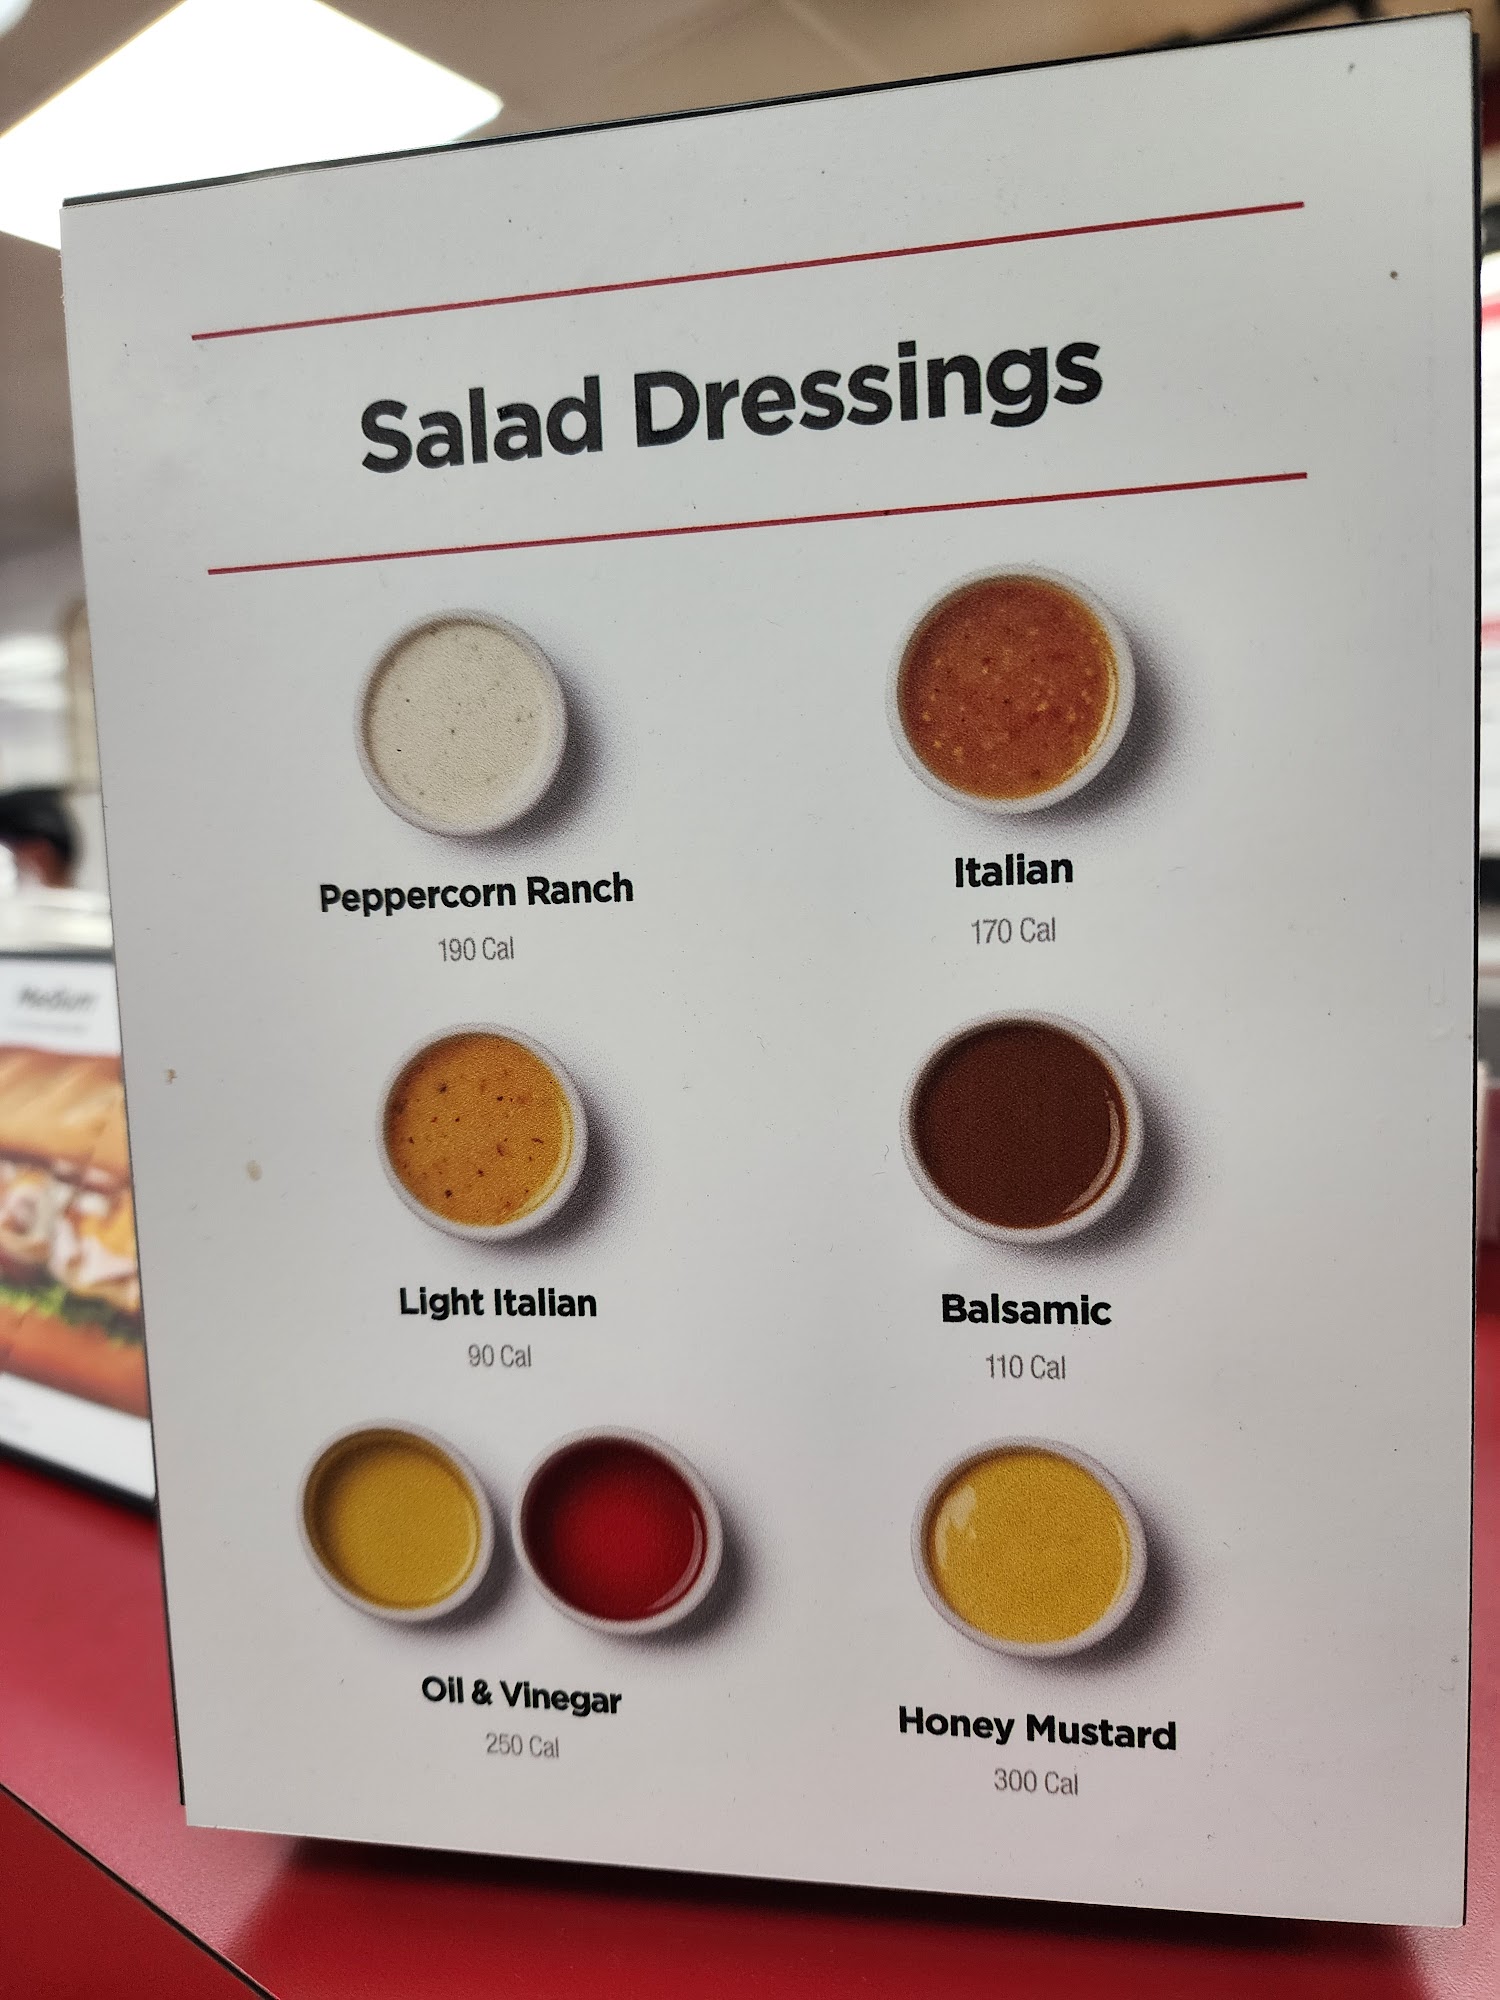 Salad Dressings
Peppercorn Ranch
190 Cal
Italian
170 Cal
Light Italian
90 Cal
Balsamic
110 Cal
Oil & Vinegar
250 Cal
Honey Mustard
300 Cal
Medium